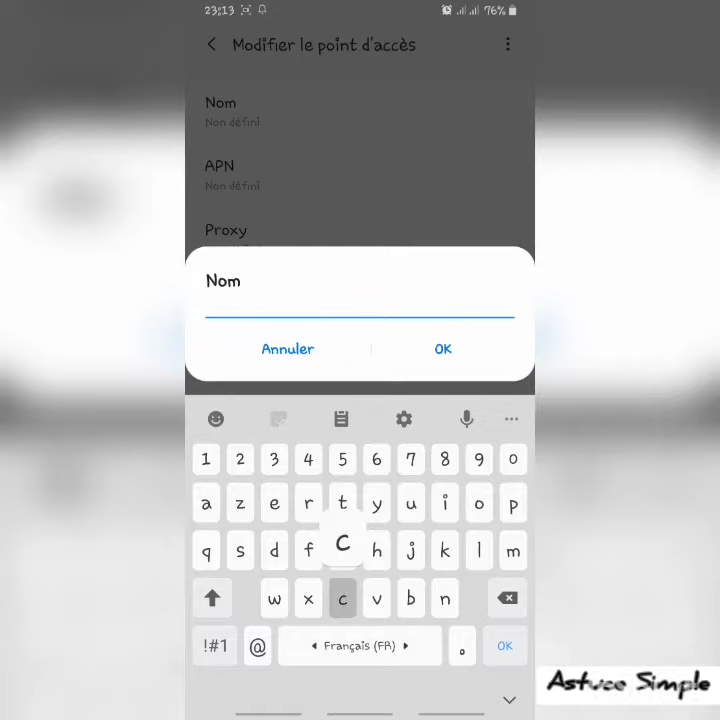 23:13 76%
Modifier le point d'accès
Nom
Non défini
APN
Non défini
Proxy
Nom
Annuler OK
1 2 3 4 5 6 7 8 9 0
a z e r t y u i o p
q s d f c h j k l m
w x c v b n
!#1 @ Français (FR) . OK
Astuce Simple